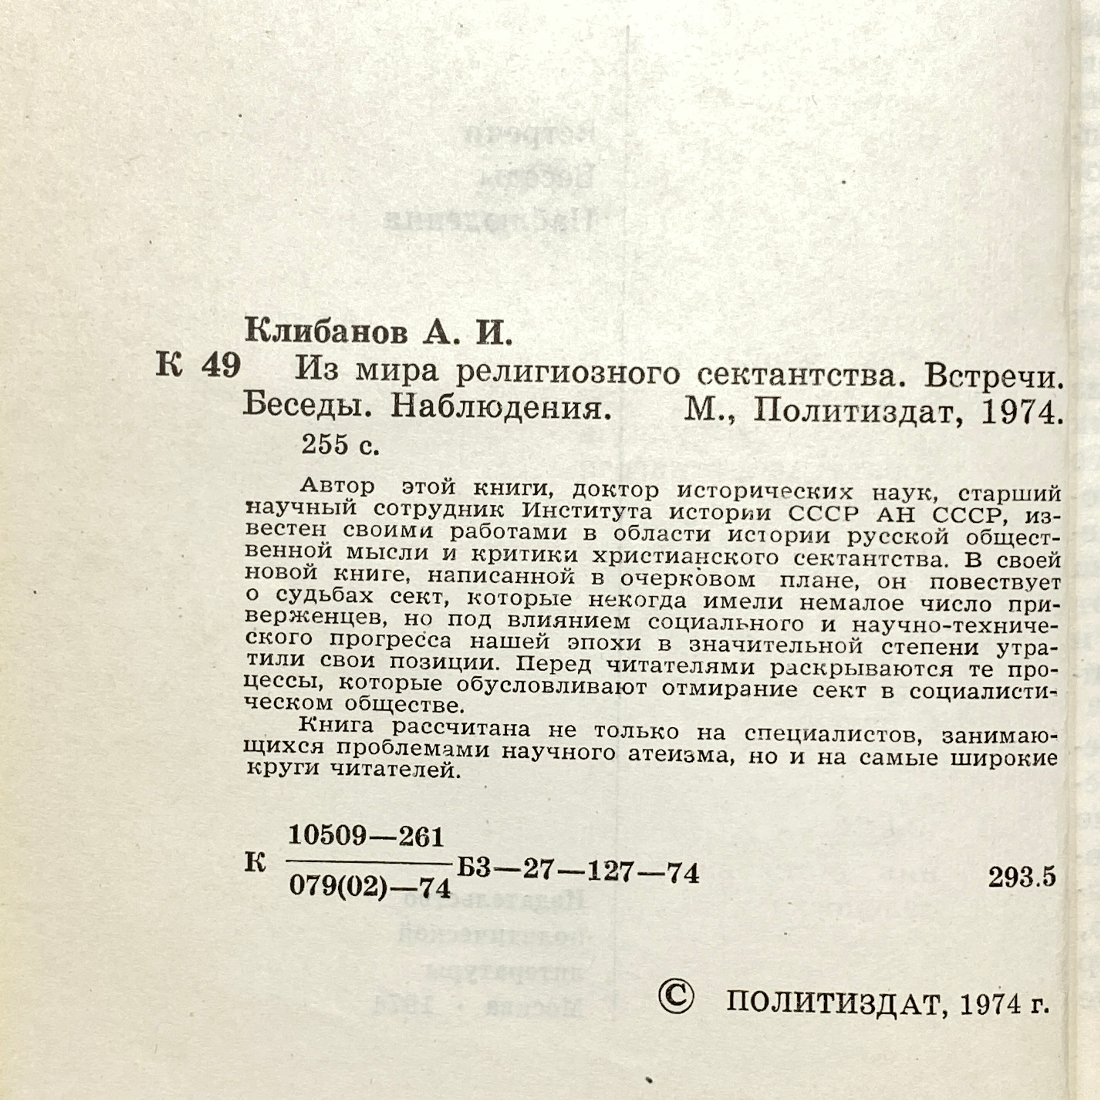 Клибанов А. И.
К 49 Из мира религиозного сектантства. Встречи.
Беседы. Наблюдения. М., Политиздат, 1974.
255 с.
Автор этой книги, доктор исторических наук, старший
научный сотрудник Института истории СССР АН СССР, из-
вестен своими работами в области истории русской общест-
венной мысли и критики христианского сектантства. В своей
новой книге, написанной в очерковом плане, он повествует
о судьбах сект, которые некогда имели немалое число при-
верженцев, но под влиянием социального и научно-техниче-
ского прогресса нашей эпохи в значительной степени утра-
тили свои позиции. Перед читателями раскрываются те про-
цессы, которые обусловливают отмирание сект в социалисти-
ческом обществе.
Книга рассчитана не только на специалистов, занимаю-
щихся проблемами научного атеизма, но и на самые широкие
круги читателей.
10509—261
К БЗ—27—127—74 293.5
079(02)—74
© ПОЛИТИЗДАТ, 1974 г.